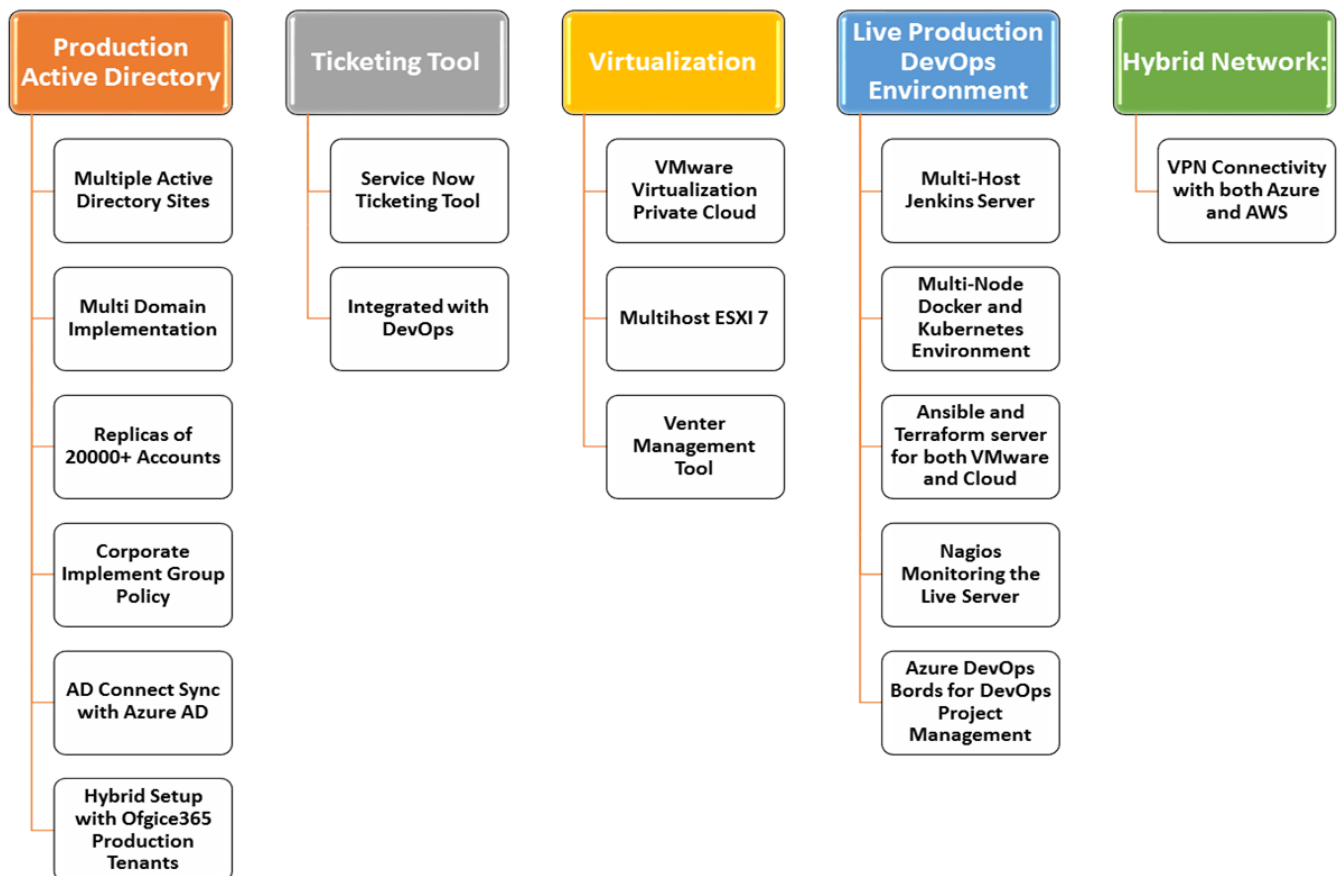 Production
Active Directory
Multiple Active
Directory Sites
Multi Domain
Implementation
Replicas of
20000+ Accounts
Corporate
Implement Group
Policy
AD Connect Sync
with Azure AD
Hybrid Setup
with Ofgice365
Production
Tenants
Ticketing Tool
Service Now
Ticketing Tool
Integrated with
DevOps
Virtualization
VMware
Virtualization
Private Cloud
Multihost ESXI 7
Venter
Management
Tool
Live Production
DevOps
Environment
Multi-Host
Jenkins Server
Multi-Node
Docker and
Kubernetes
Environment
Ansible and
Terraform server
for both VMware
and Cloud
Nagios
Monitoring the
Live Server
Azure DevOps
Bords for DevOps
Project
Management
Hybrid Network:
VPN Connectivity
with both Azure
and AWS